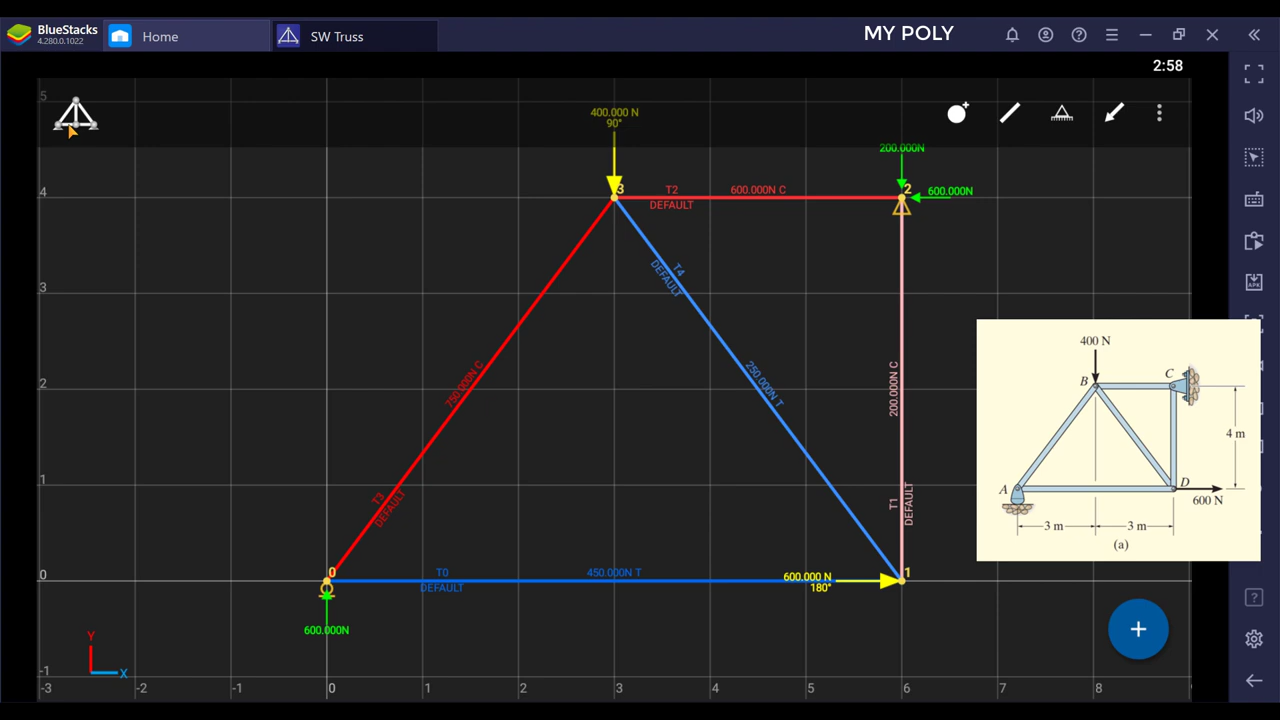 BlueStacks
4.280.0.1022
Home
SW Truss
MY POLY
2:58
5
4
3
2
1
0
-1
400.000 N
90°
3
T2
DEFAULT
600.000N C
200.000N
2
600.000N
T4
DEFAULT
250.000N T
750.000N C
T3
DEFAULT
200.000N C
T1
DEFAULT
0
T0
DEFAULT
450.000N T
600.000 N
180°
1
600.000N
Y
X
-3
-2
-1
0
1
2
3
4
5
6
7
8
400 N
B
C
4 m
A
D
600 N
3 m
3 m
(a)
+
APK
?